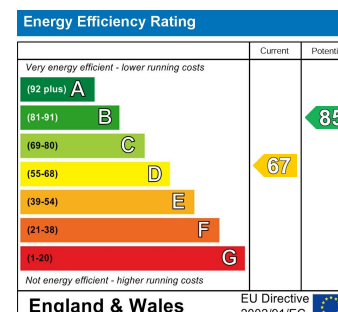 Energy Efficiency Rating
Current
Very energy efficient - lower running costs
(92 plus) A
(81-91) B 85
(69-80) C
(55-68) D 67
(39-54) E
(21-38) F
(1-20) G
Not energy efficient - higher running costs
England & Wales
EU Directive